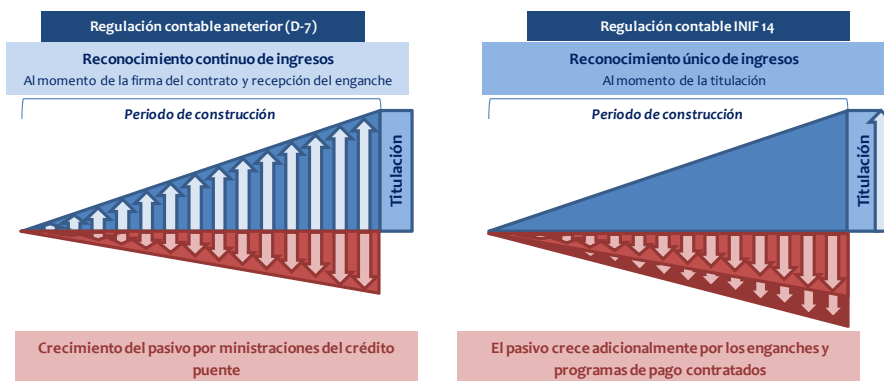 Regulación contable aneterior (D-7)
Reconocimiento continuo de ingresos
Al momento de la firma del contrato y recepción del enganche
Periodo de construcción
Titulación
Crecimiento del pasivo por ministraciones del crédito
puente
Regulación contable INIF 14
Reconocimiento único de ingresos
Al momento de la titulación
Periodo de construcción
Titulación
El pasivo crece adicionalmente por los enganches y
programas de pago contratados